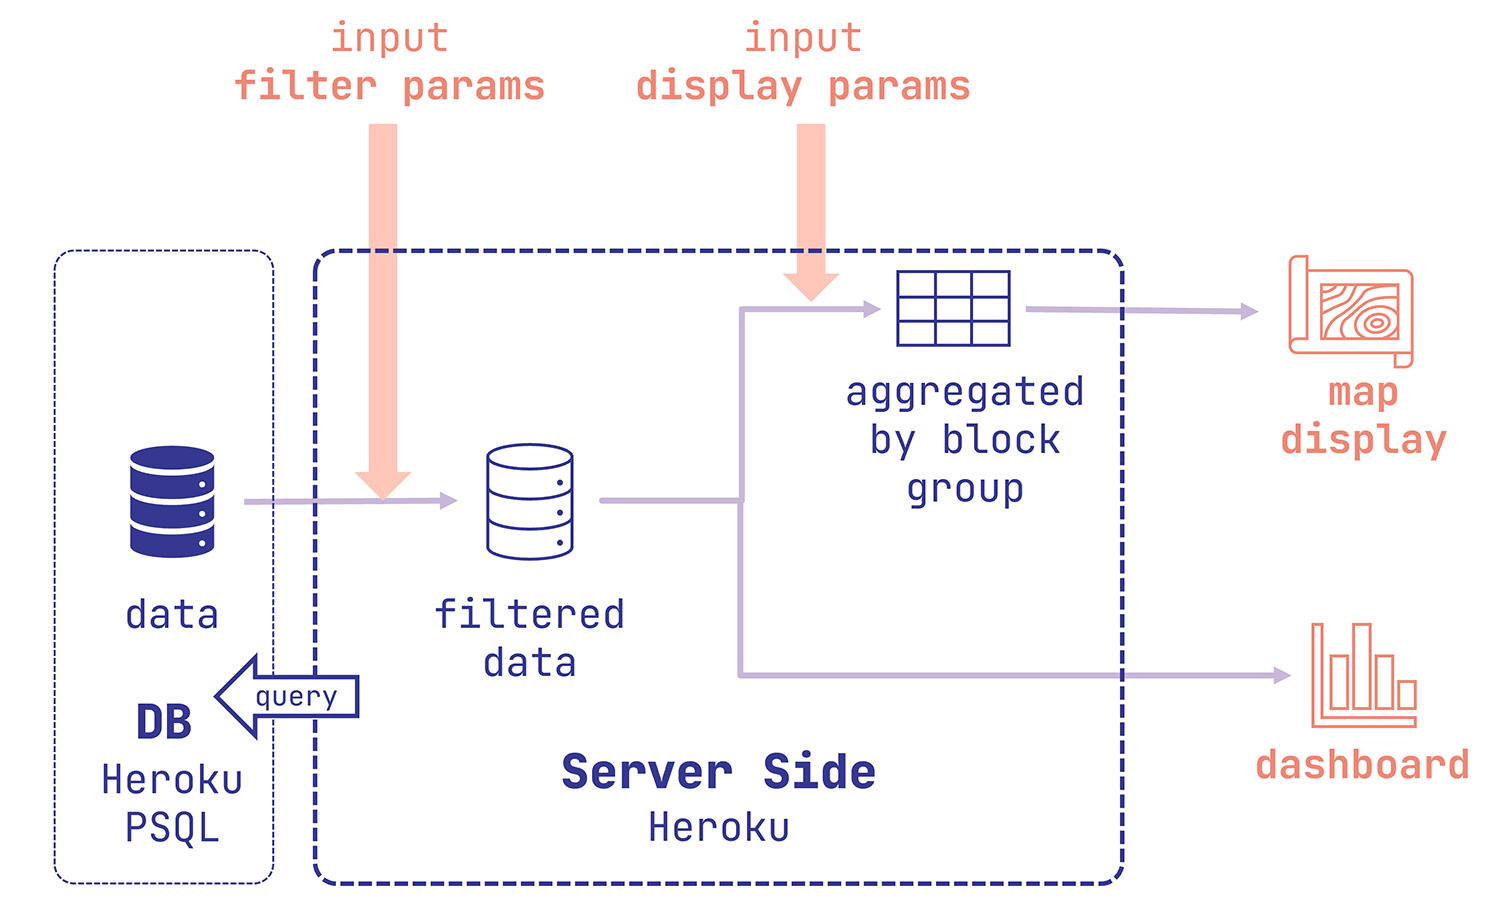 input
filter params
input
display params
aggregated
by block
group
map
display
data
filtered
data
query
DB
Heroku
PSQL
Server Side
Heroku
dashboard